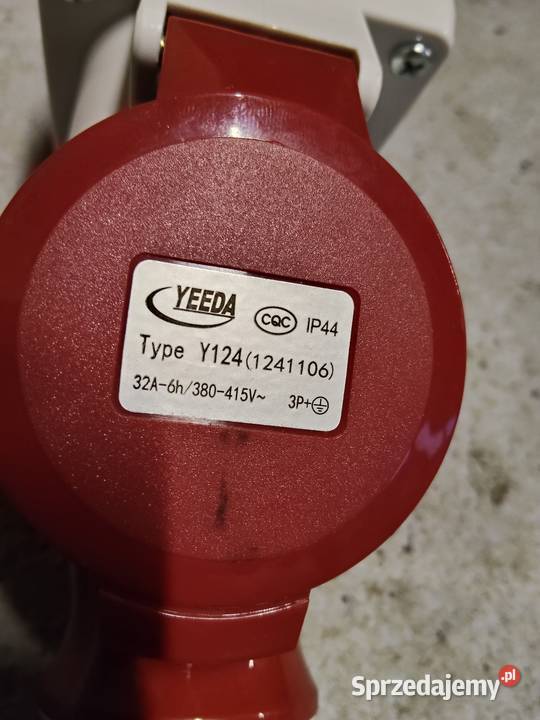 YEEDA CQC IP44
Type Y124(1241106)
32A-6h/380-415V~ 3P+⏚
Sprzedajemy.pl